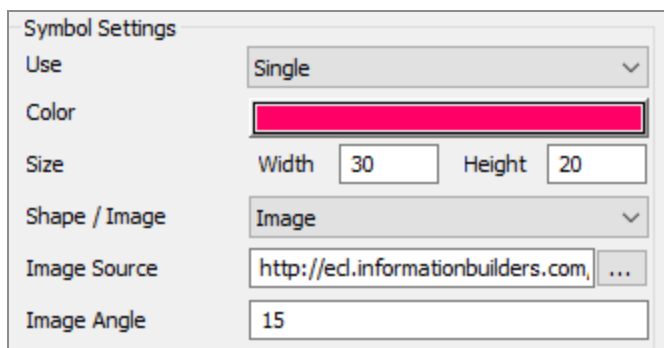 Symbol Settings
Use Single
Color
Size Width 30 Height 20
Shape / Image Image
Image Source http://ecl.informationbuilders.com, ...
Image Angle 15